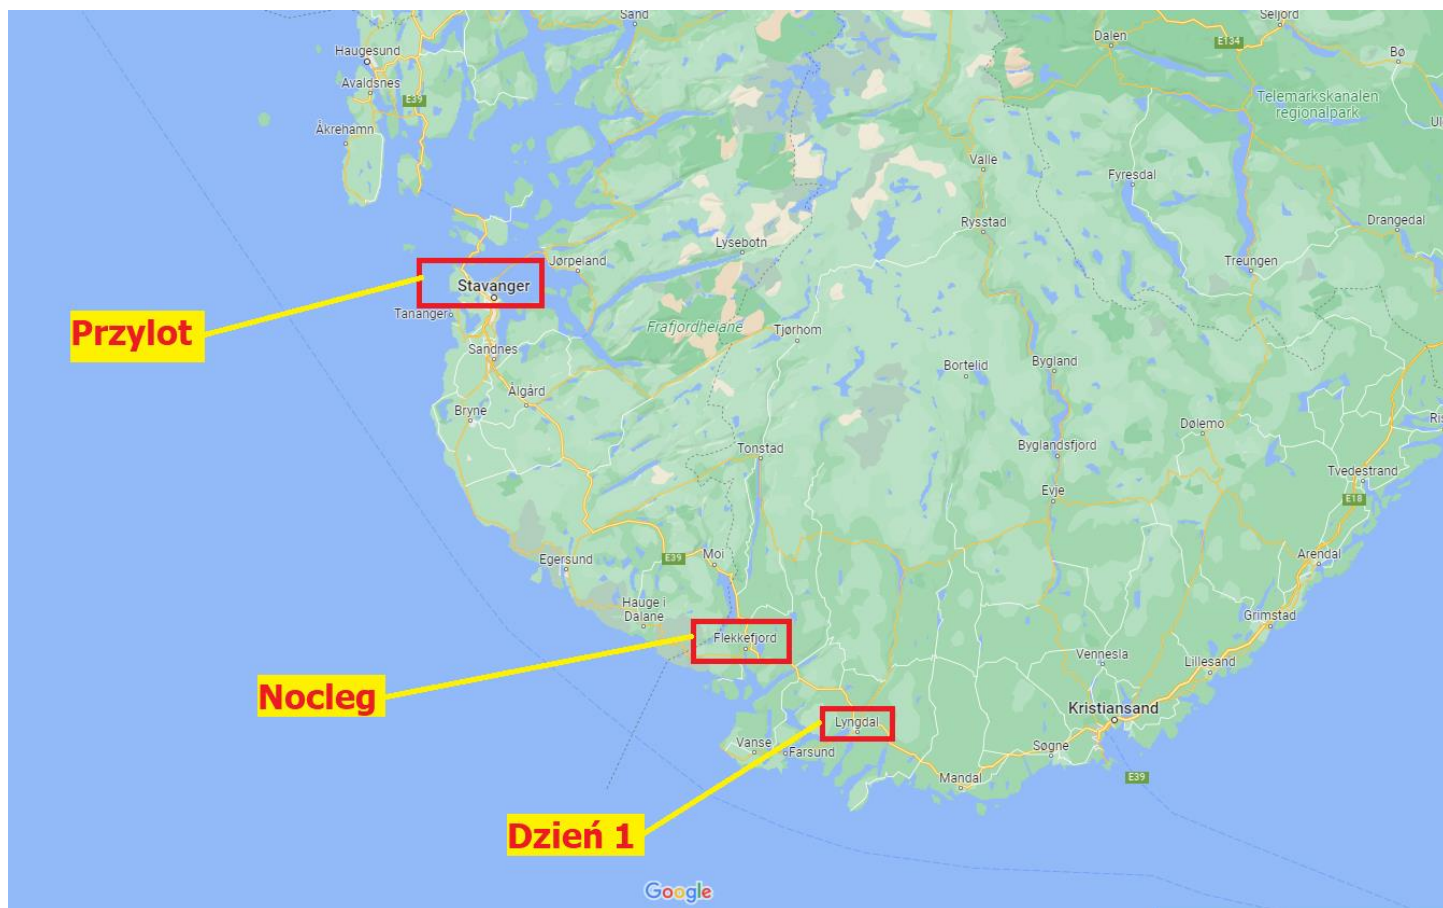 Sand
Seljord
Dalen
E134
Bø
Haugesund
Avaldsnes
E39
Telemarkskanalen
regionalpark
Åkrehamn
Valle
Fyresdal
Rysstad
Drangedal
Lysebotn
Jørpeland
Treungen
Stavanger
Tananger
Przylot
Frafjordheiane
Tjørhom
Sandnes
Bortelid
Bygland
Ålgård
Bryne
Dølemo
Tonstad
Byglandsfjord
Tvedestrand
Evje
E18
Egersund
E39
Moi
Arendal
Hauge i
Dalane
Grimstad
Flekkefjord
Vennesla
Lillesand
Nocleg
Kristiansand
Lyngdal
Vanse
Farsund
Søgne
Mandal
E39
Dzień 1
Google